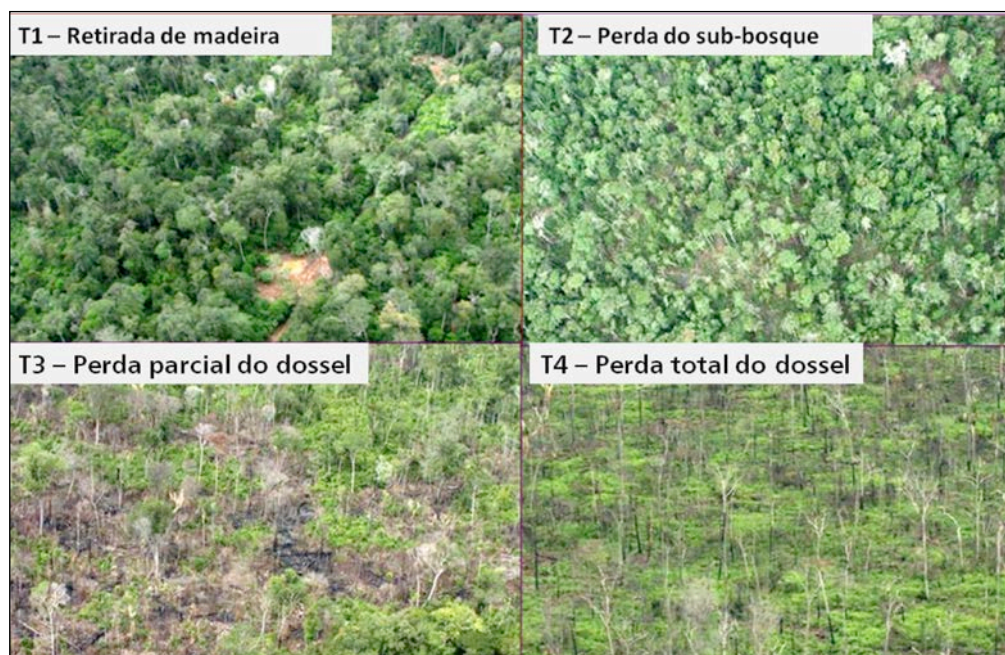 T1 – Retirada de madeira
T2 – Perda do sub-bosque
T3 – Perda parcial do dossel
T4 – Perda total do dossel